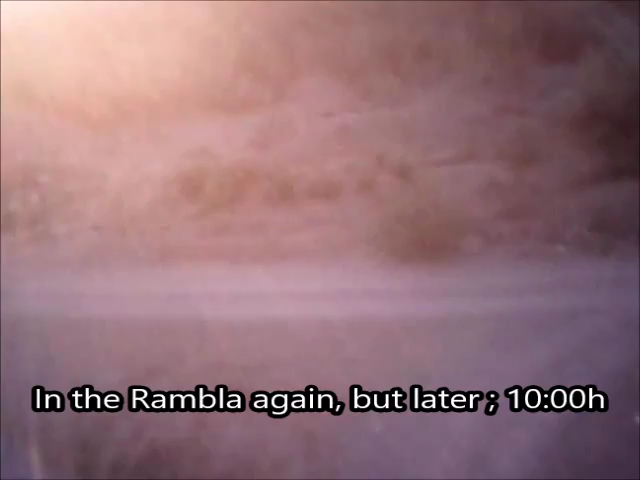 In the Rambla again, but later ; 10:00h